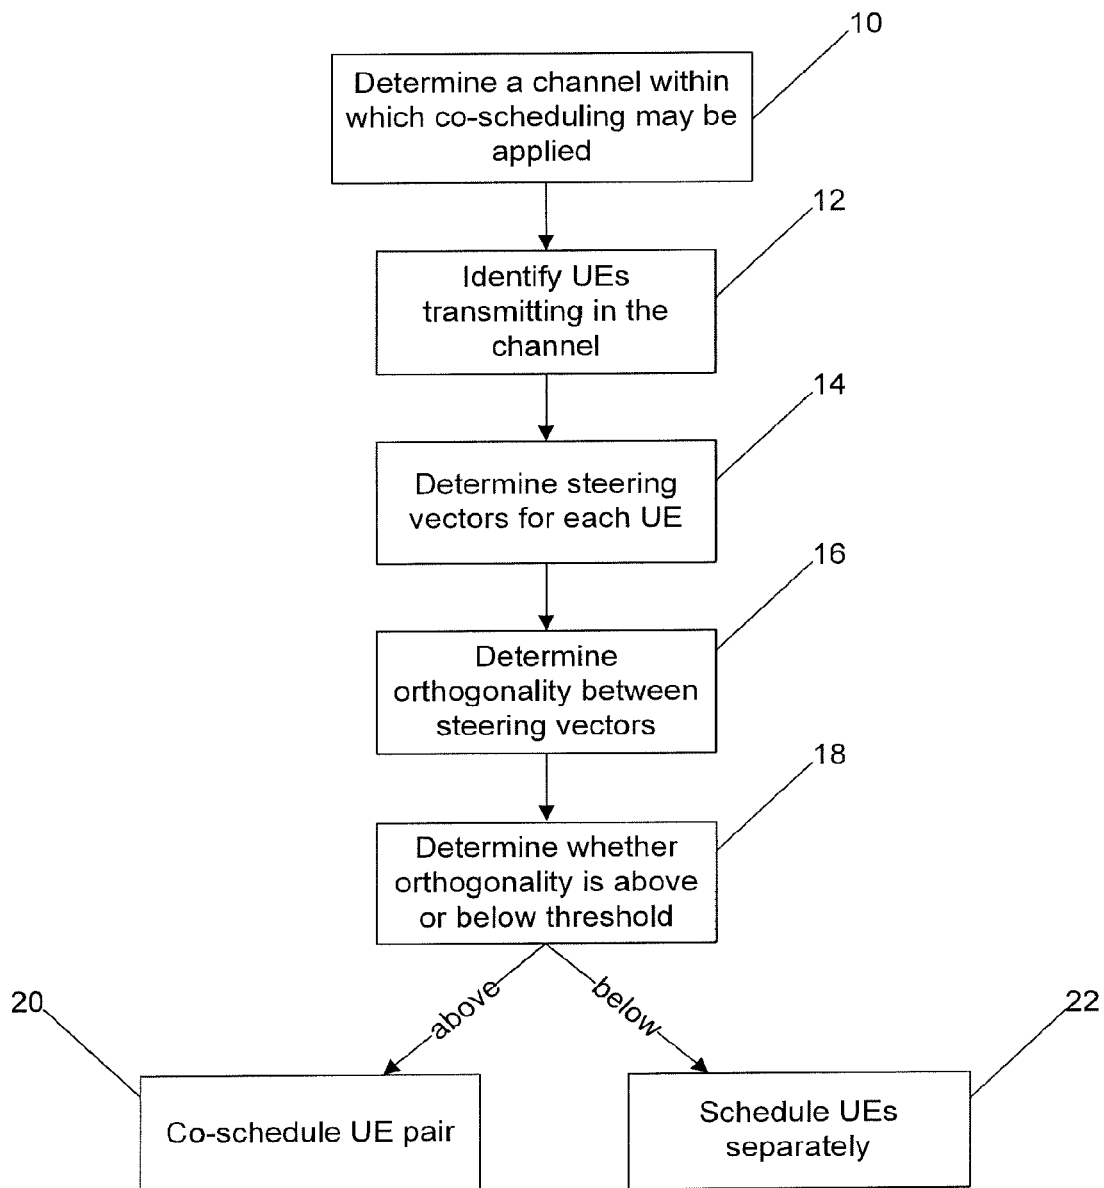 10
Determine a channel within
which co-scheduling may be
applied
12
Identify UEs
transmitting in the
channel
14
Determine steering
vectors for each UE
16
Determine
orthogonality between
steering vectors
18
Determine whether
orthogonality is above
or below threshold
above
below
20
Co-schedule UE pair
22
Schedule UEs
separately